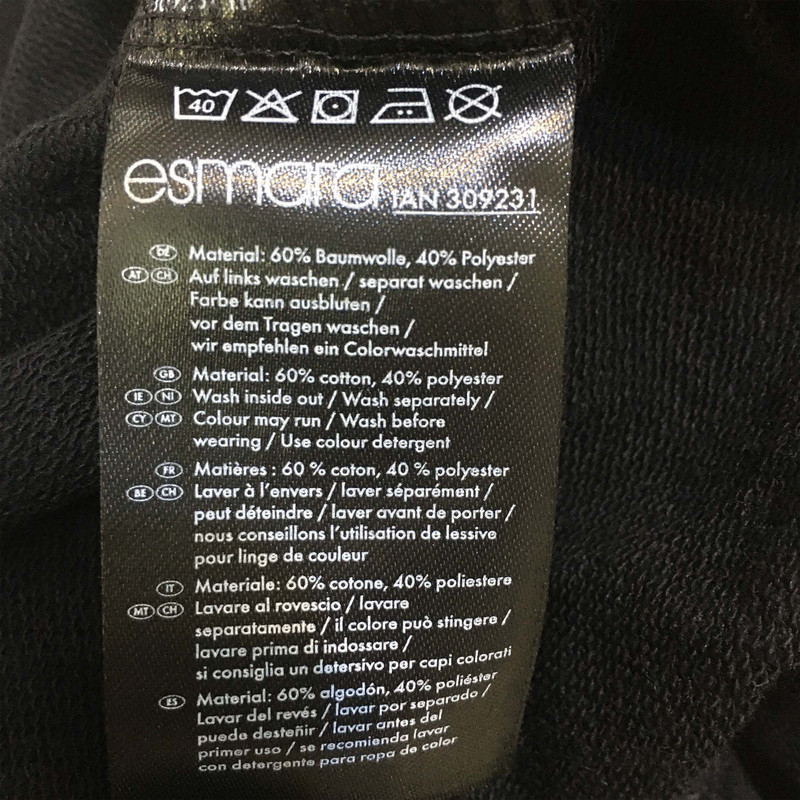 40
esmara IAN 309231
DE Material: 60% Baumwolle, 40% Polyester
AT CH Auf links waschen / separat waschen /
Farbe kann ausbluten /
vor dem Tragen waschen /
wir empfehlen ein Colorwaschmittel
GB Material: 60% cotton, 40% polyester
IE NI Wash inside out / Wash separately /
CY MT Colour may run / Wash before
wearing / Use colour detergent
FR Matières : 60 % coton, 40 % polyester
BE CH Laver à l'envers / laver séparément /
peut déteindre / laver avant de porter /
nous conseillons l'utilisation de lessive
pour linge de couleur
IT Materiale: 60% cotone, 40% poliestere
MT CH Lavare al rovescio / lavare
separatamente / il colore può stingere /
lavare prima di indossare /
si consiglia un detersivo per capi colorati
ES Material: 60% algodón, 40% poliéster
Lavar del revés / lavar por separado /
puede desteñir / lavar antes del
primer uso / se recomienda lavar
con detergente para ropa de color